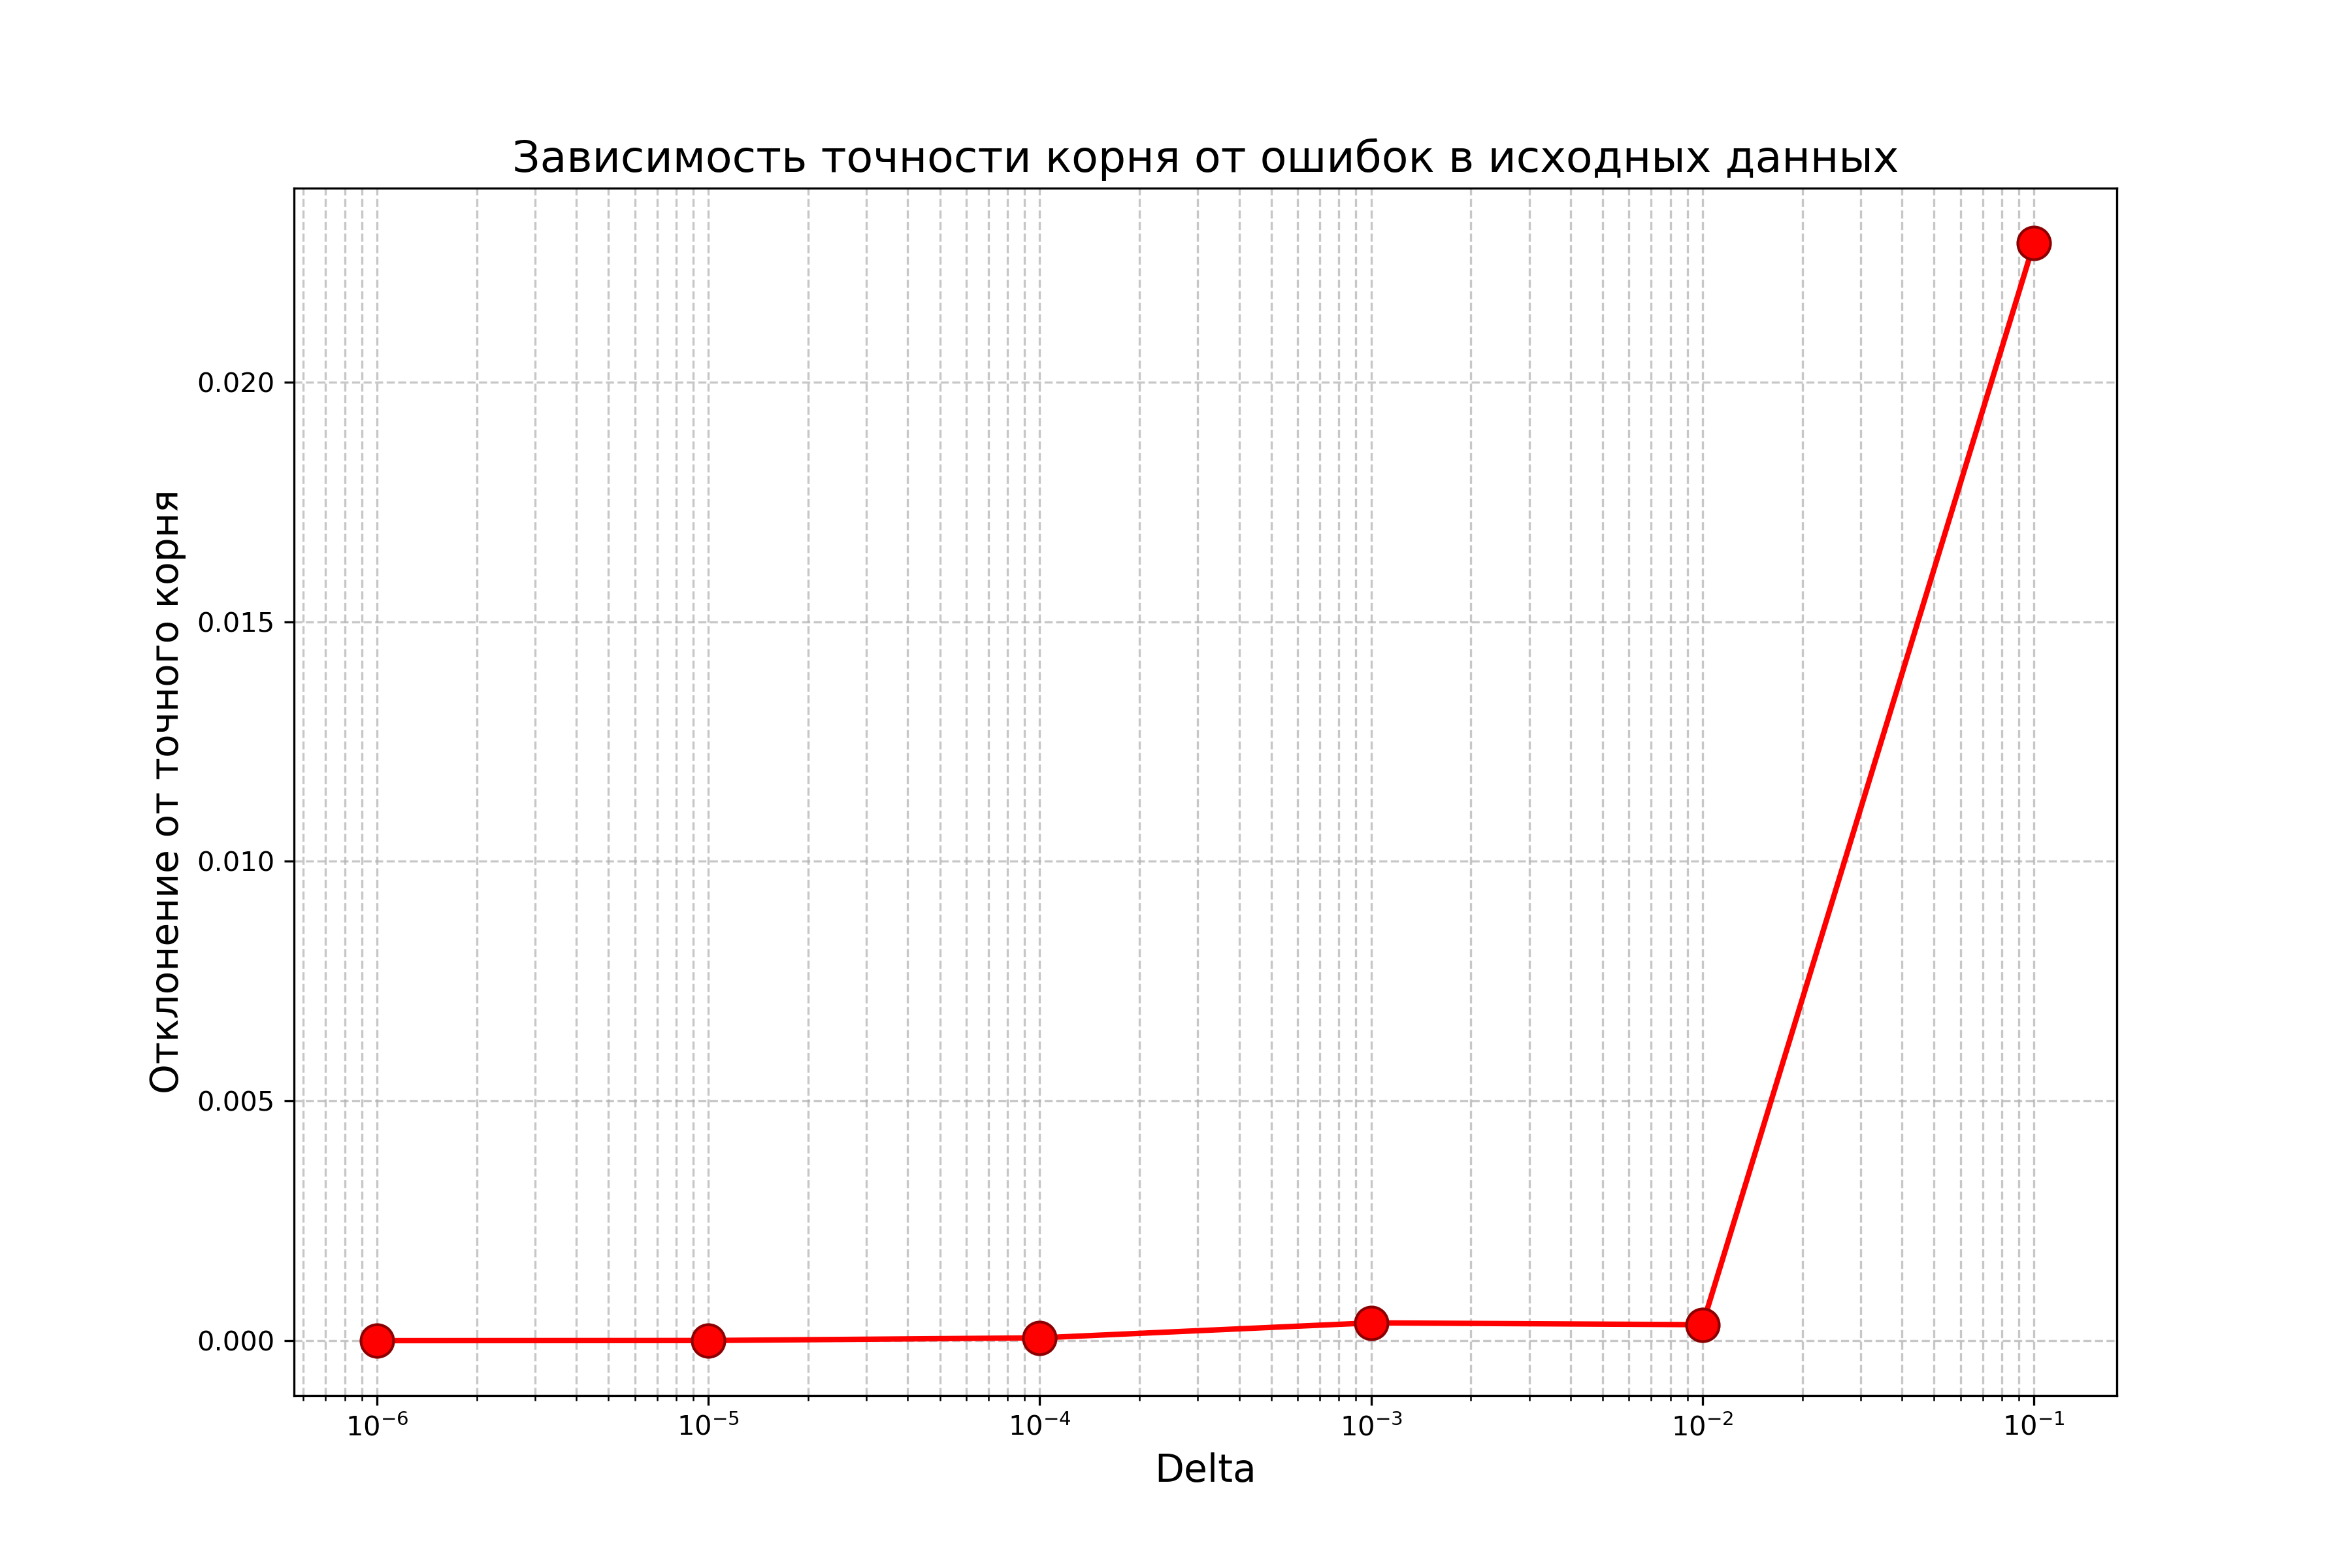 Зависимость точности корня от ошибок в исходных данных
Отклонение от точного корня
0.020
0.015
0.010
0.005
0.000
10⁻⁶ 10⁻⁵ 10⁻⁴ 10⁻³ 10⁻² 10⁻¹
Delta